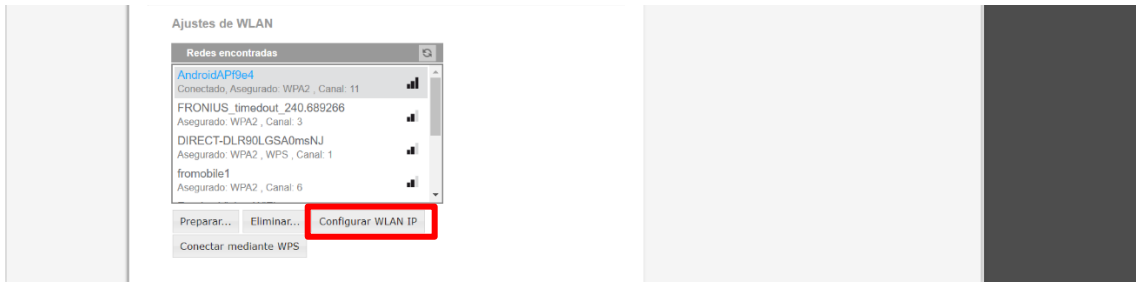 Ajustes de WLAN
Redes encontradas
AndroidAPf9e4
Conectado, Asegurado: WPA2 , Canal: 11
FRONIUS_timedout_240.689266
Asegurado: WPA2 , Canal: 3
DIRECT-DLR90LGSA0msNJ
Asegurado: WPA2 , WPS , Canal: 1
fromobile1
Asegurado: WPA2 , Canal: 6
Preparar... Eliminar... Configurar WLAN IP
Conectar mediante WPS